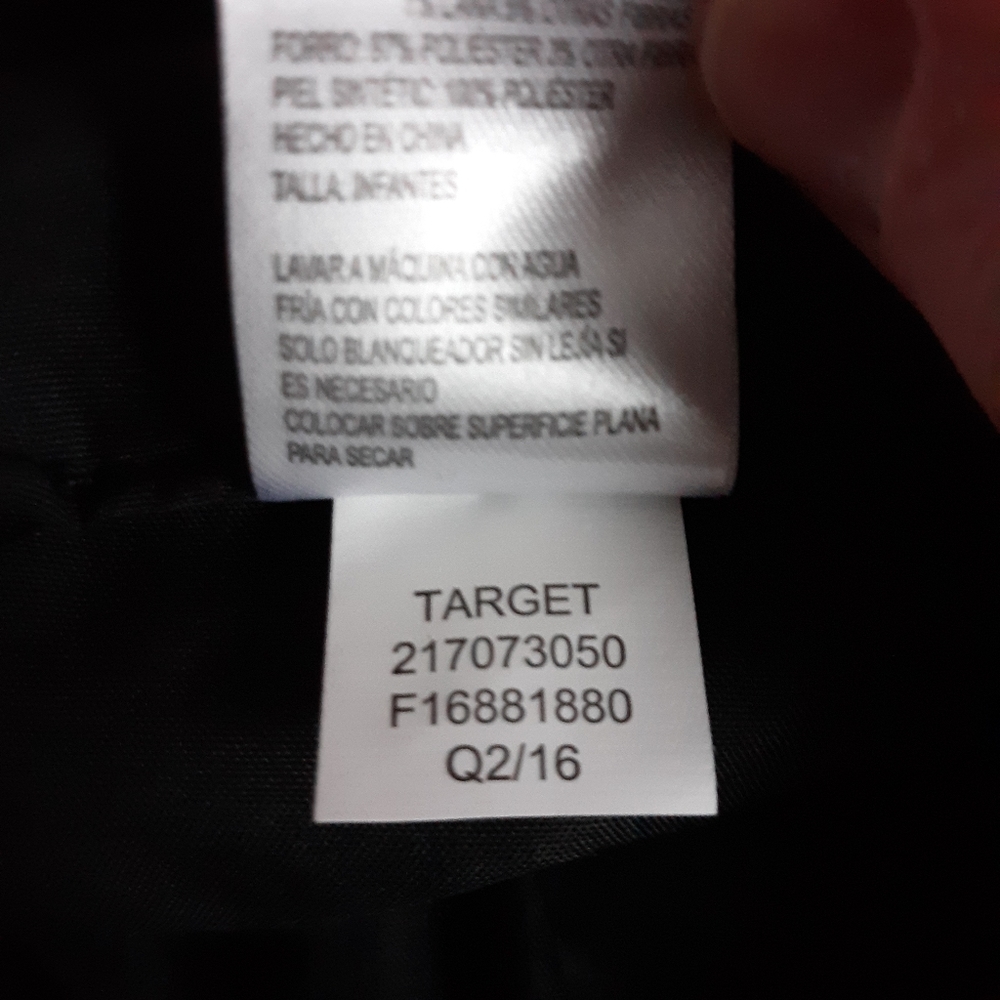 OTRAS FIBRAS
FORRO: 97% POLIÉSTER 3% OTRA FIBRA
PIEL SINTÉTIC: 100% POLIÉSTER
HECHO EN CHINA
TALLA: INFANTES
LAVAR A MÁQUINA CON AGUA
FRÍA CON COLORES SIMILARES
SOLO BLANQUEADOR SIN LEJÍA SI
ES NECESARIO
COLOCAR SOBRE SUPERFICIE PLANA
PARA SECAR
TARGET
217073050
F16881880
Q2/16